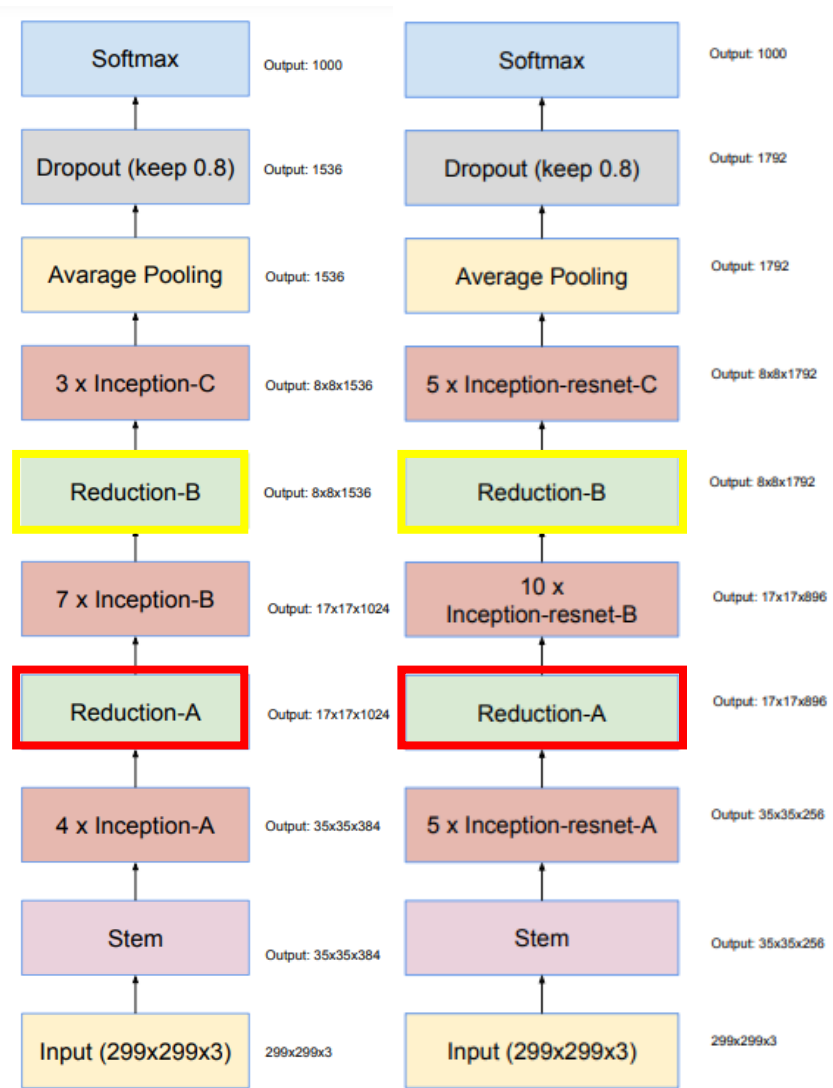 Softmax
Output: 1000
Dropout (keep 0.8)
Output: 1536
Avarage Pooling
Output: 1536
3 x Inception-C
Output: 8x8x1536
Reduction-B
Output: 8x8x1536
7 x Inception-B
Output: 17x17x1024
Reduction-A
Output: 17x17x1024
4 x Inception-A
Output: 35x35x384
Stem
Output: 35x35x384
Input (299x299x3)
299x299x3
Softmax
Output: 1000
Dropout (keep 0.8)
Output: 1792
Average Pooling
Output: 1792
5 x Inception-resnet-C
Output: 8x8x1792
Reduction-B
Output: 8x8x1792
10 x
Inception-resnet-B
Output: 17x17x896
Reduction-A
Output: 17x17x896
5 x Inception-resnet-A
Output: 35x35x256
Stem
Output: 35x35x256
Input (299x299x3)
299x299x3